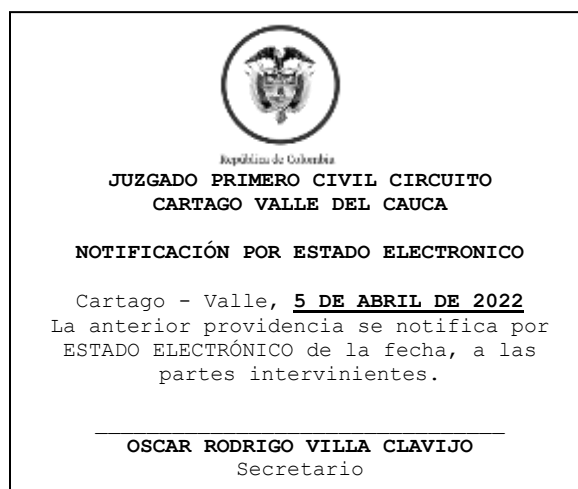 República de Colombia
JUZGADO PRIMERO CIVIL CIRCUITO
CARTAGO VALLE DEL CAUCA
NOTIFICACIÓN POR ESTADO ELECTRONICO
Cartago - Valle, 5 DE ABRIL DE 2022
La anterior providencia se notifica por
ESTADO ELECTRÓNICO de la fecha, a las
partes intervinientes.
OSCAR RODRIGO VILLA CLAVIJO
Secretario